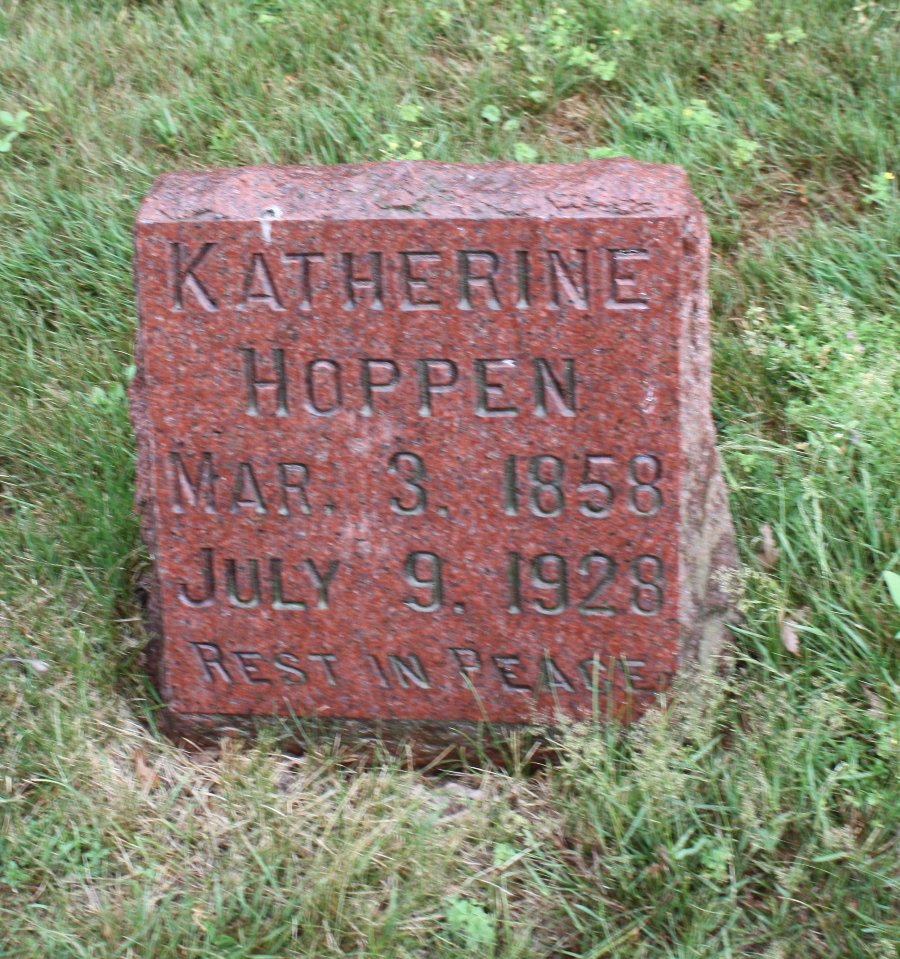 Katherine
Hoppen
Mar. 3. 1858
July 9. 1928
Rest in Peace.